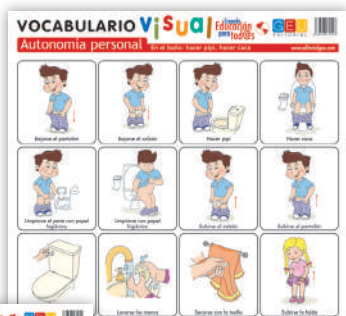 VOCABULARIO VISUAL
Educación para tod@s
GEU
EDITORIAL
Autonomía personal
En el baño: hacer pipí, hacer caca
www.editorialgeu.com
Bajarse el pantalón
Bajarse el calzón
Hacer pipí
Hacer caca
Limpiarse el pene con papel higiénico
Limpiarse con papel higiénico
Subirse el calzón
Subirse el pantalón
Lavarse las manos
Secarse con la toalla
Subirse la falda